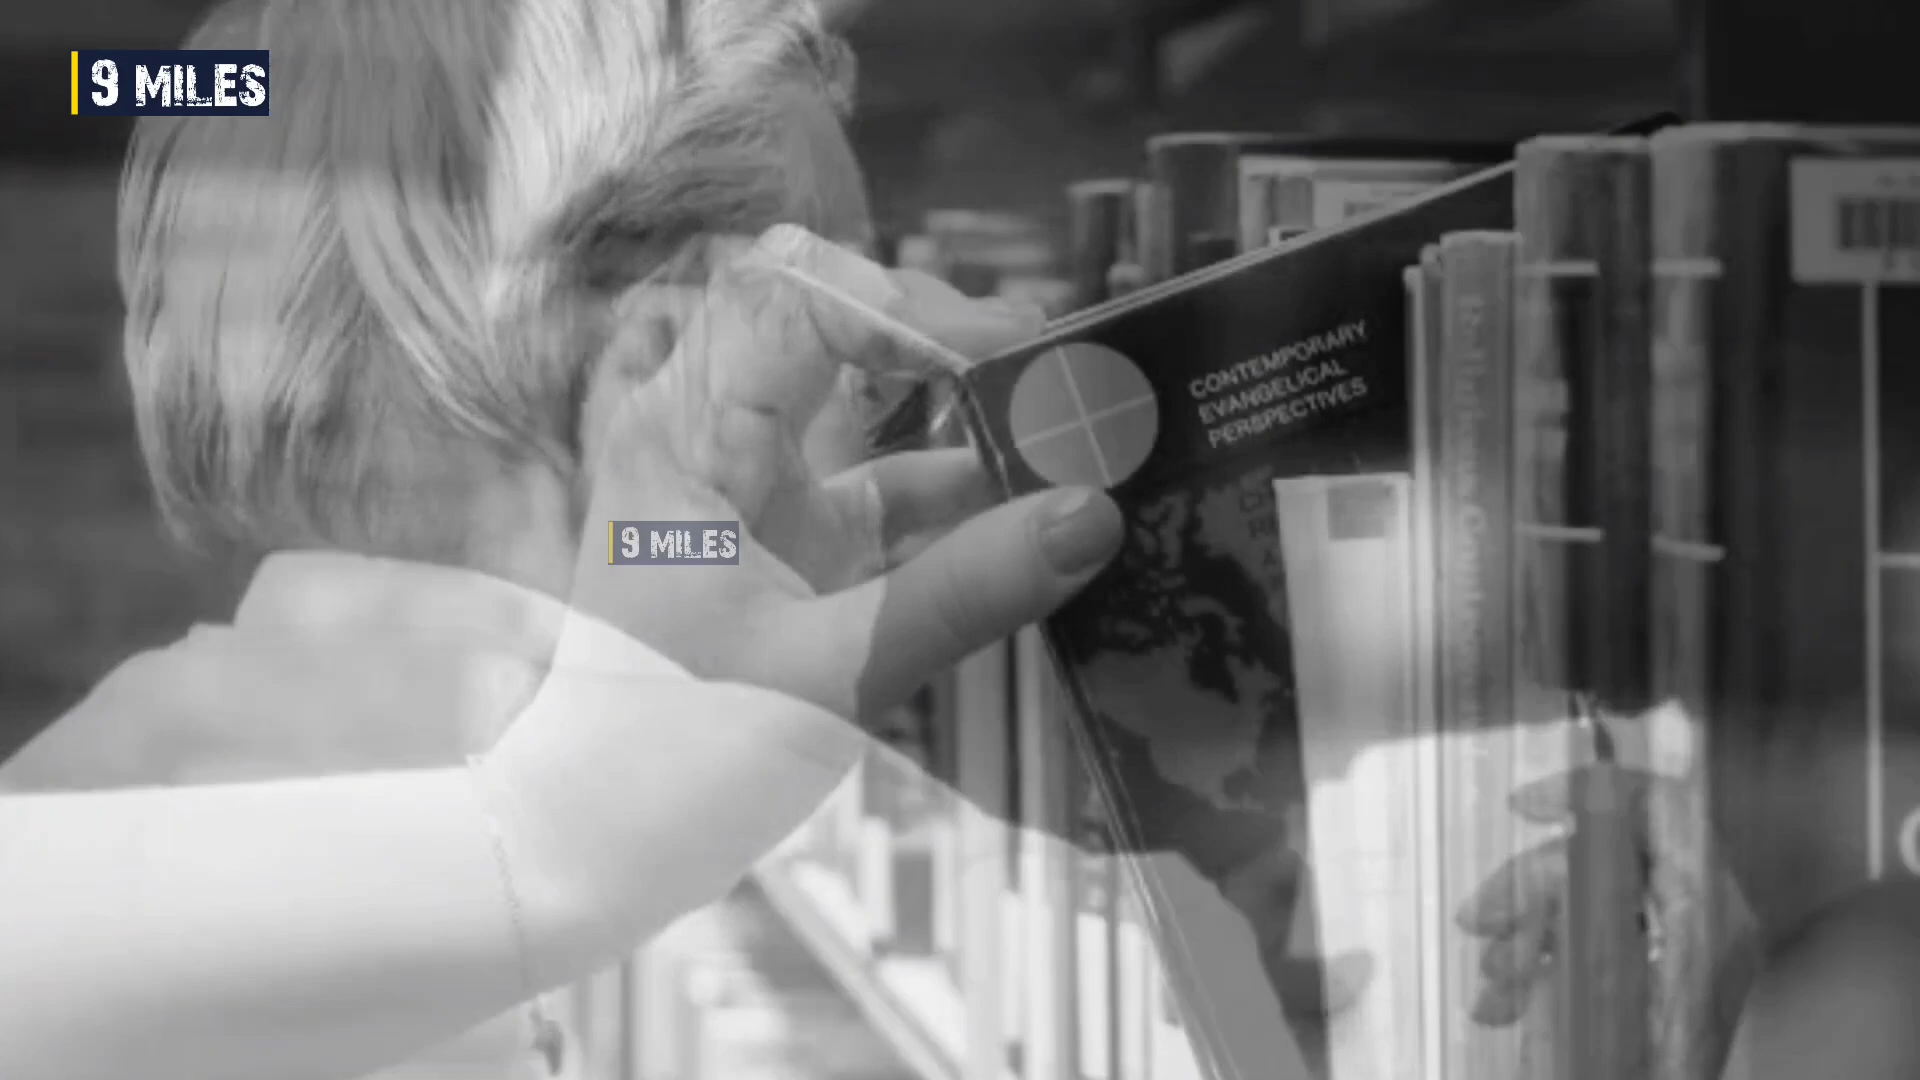 9 MILES
CONTEMPORARY
EVANGELICAL
PERSPECTIVES
9 MILES